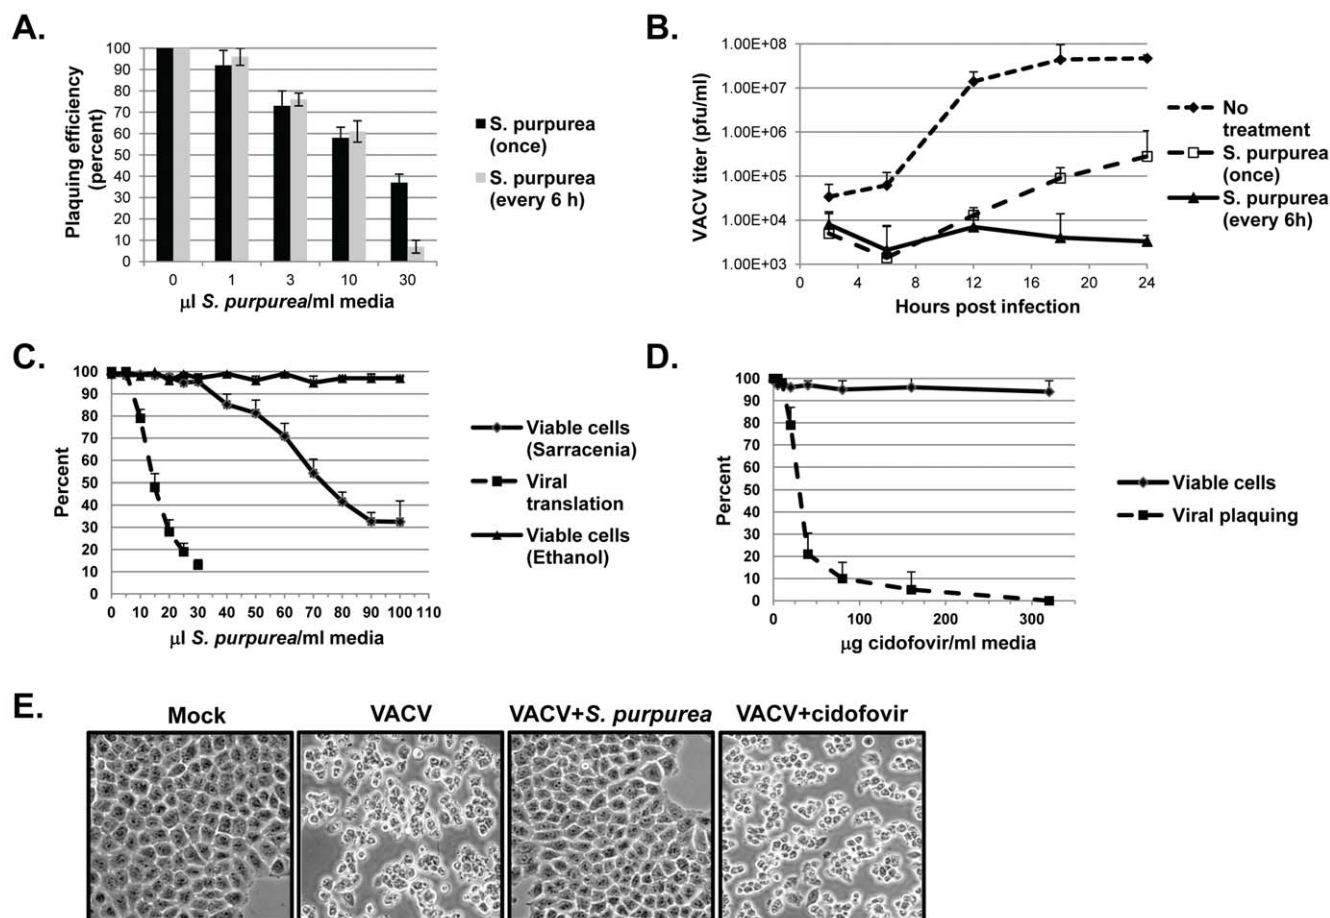 A.
Plaquing efficiency
(percent)
100
90
80
70
60
50
40
30
20
10
0
0 1 3 10 30
µl S. purpurea/ml media
S. purpurea
(once)
S. purpurea
(every 6 h)
B.
VACV titer (pfu/ml)
1.00E+08
1.00E+07
1.00E+06
1.00E+05
1.00E+04
1.00E+03
0 4 8 12 16 20 24
Hours post infection
No
treatment
S. purpurea
(once)
S. purpurea
(every 6h)
C.
Percent
100
90
80
70
60
50
40
30
20
10
0
0 10 20 30 40 50 60 70 80 90 100 110
µl S. purpurea/ml media
Viable cells
(Sarracenia)
Viral
translation
Viable cells
(Ethanol)
D.
Percent
100
90
80
70
60
50
40
30
20
10
0
0 100 200 300
µg cidofovir/ml media
Viable cells
Viral plaquing
E.
Mock VACV VACV+S. purpurea VACV+cidofovir